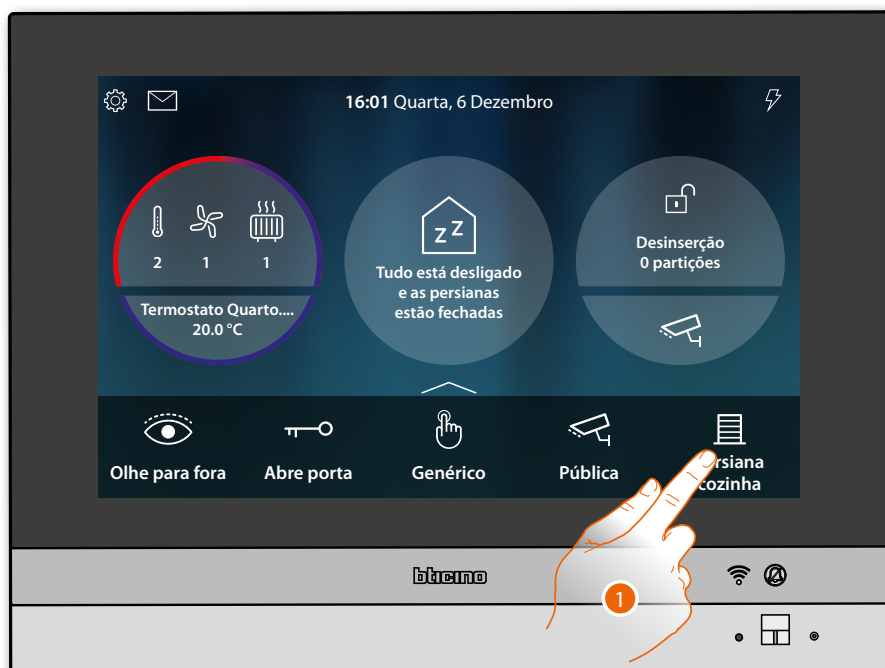 16:01 Quarta, 6 Dezembro
2 1 1
Termostato Quarto....
20.0 °C
Tudo está desligado
e as persianas
estão fechadas
z Z
Desinserção
0 partições
Olhe para fora
Abre porta
Genérico
Pública
rsiana
cozinha
bticino
1